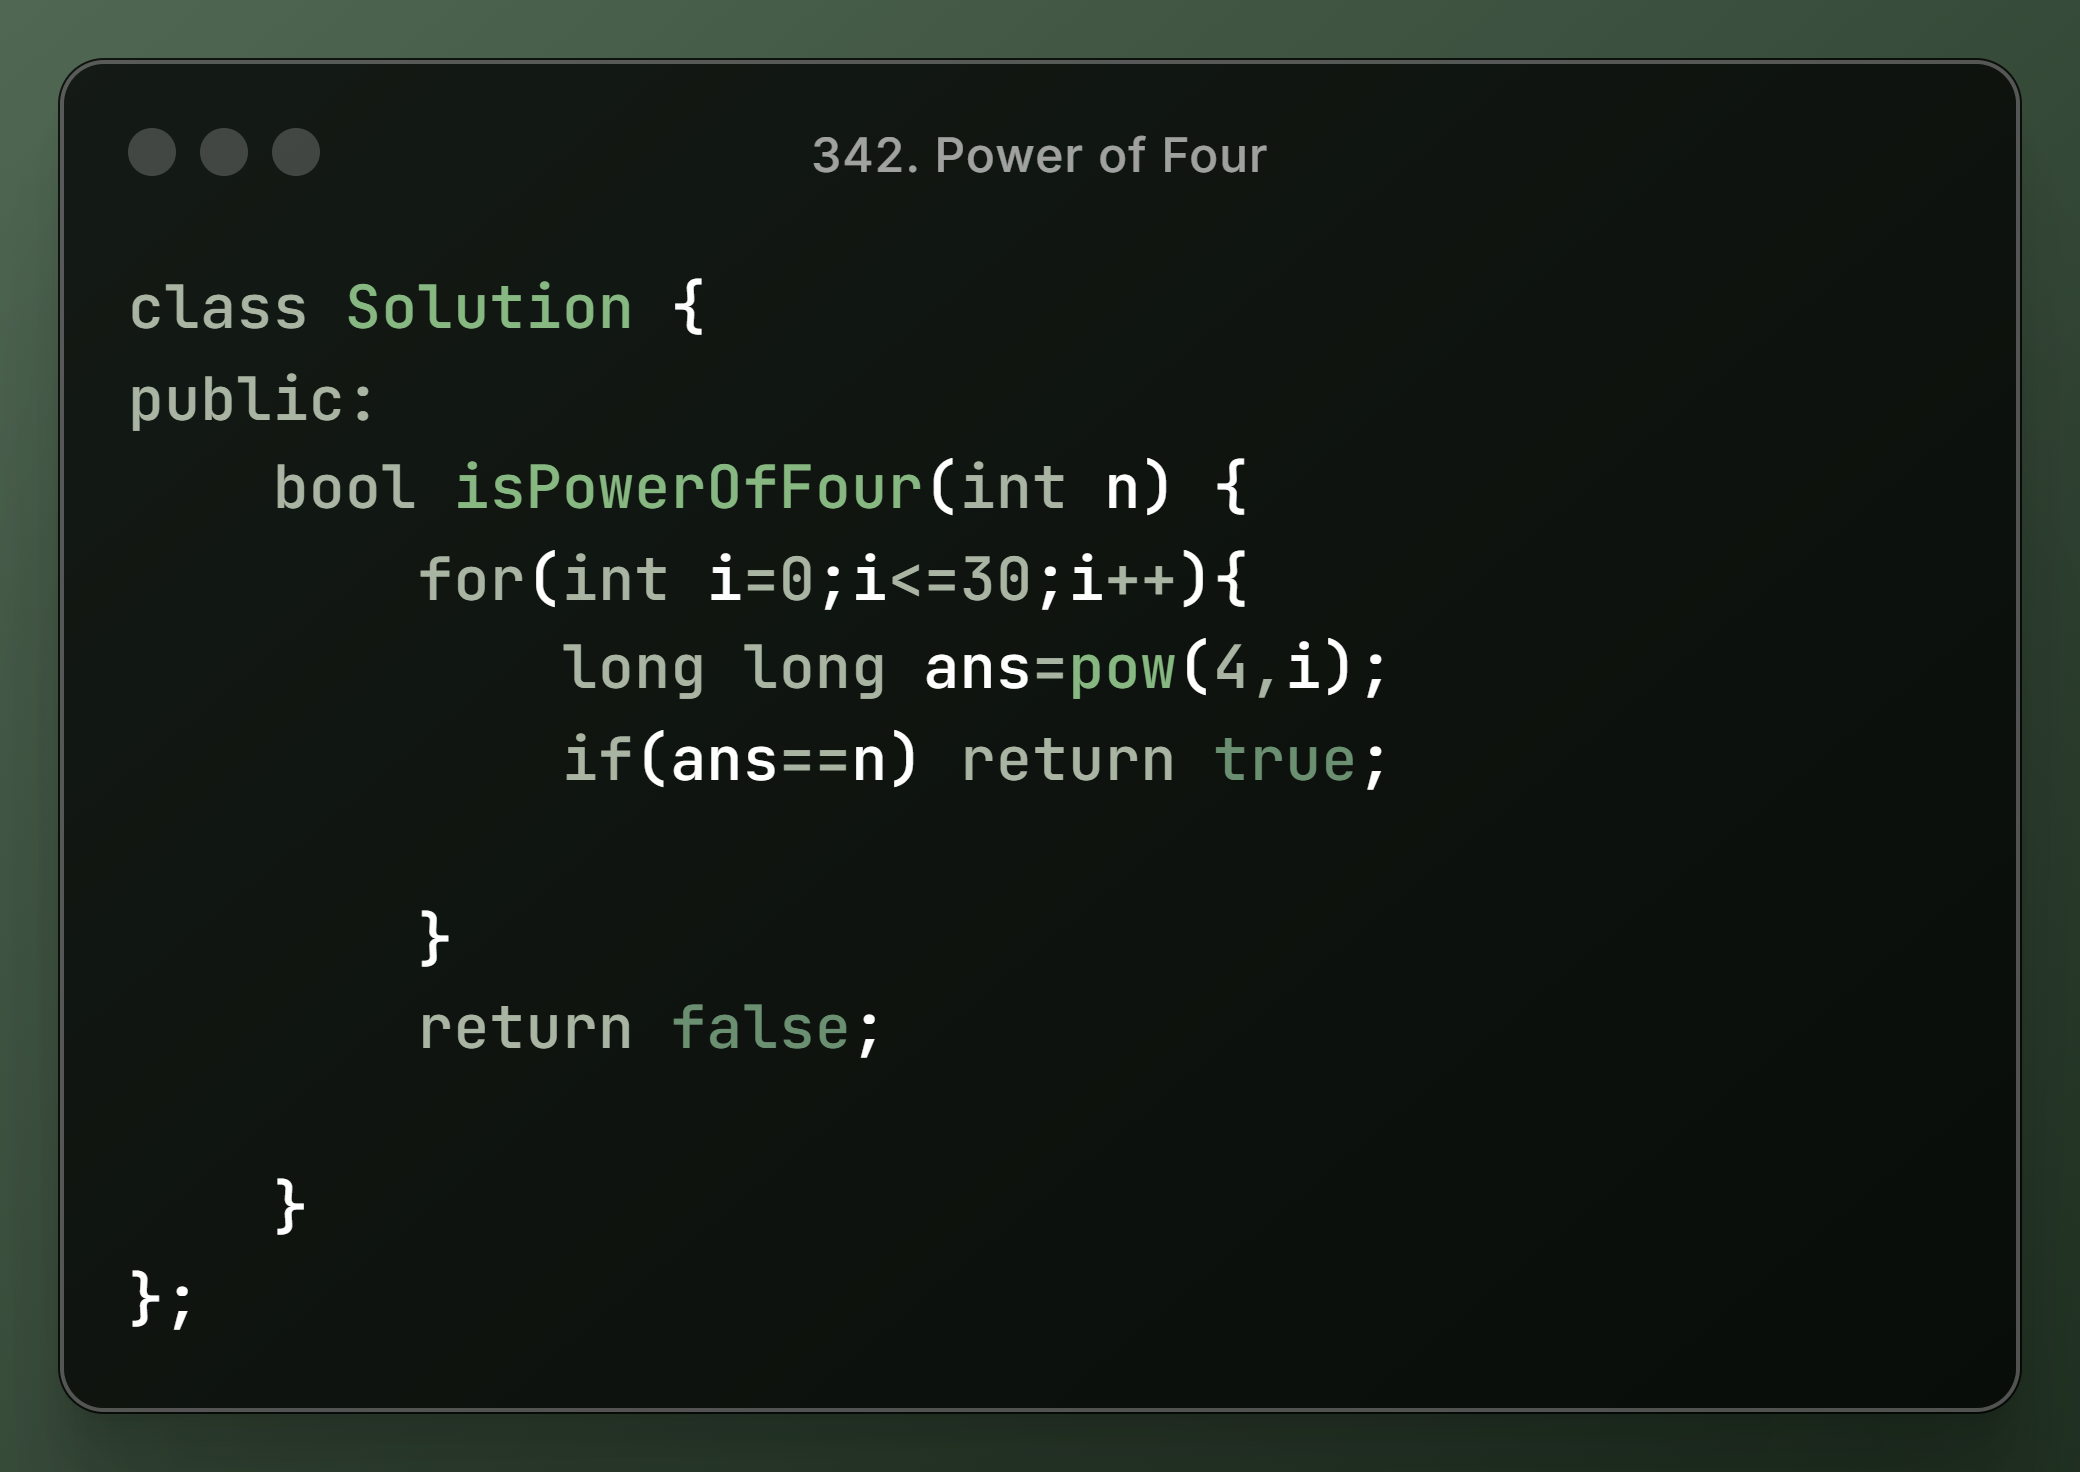 342. Power of Four
class Solution {
public:
    bool isPowerOfFour(int n) {
        for(int i=0;i<=30;i++){
            long long ans=pow(4,i);
            if(ans==n) return true;

        }
        return false;

    }
};